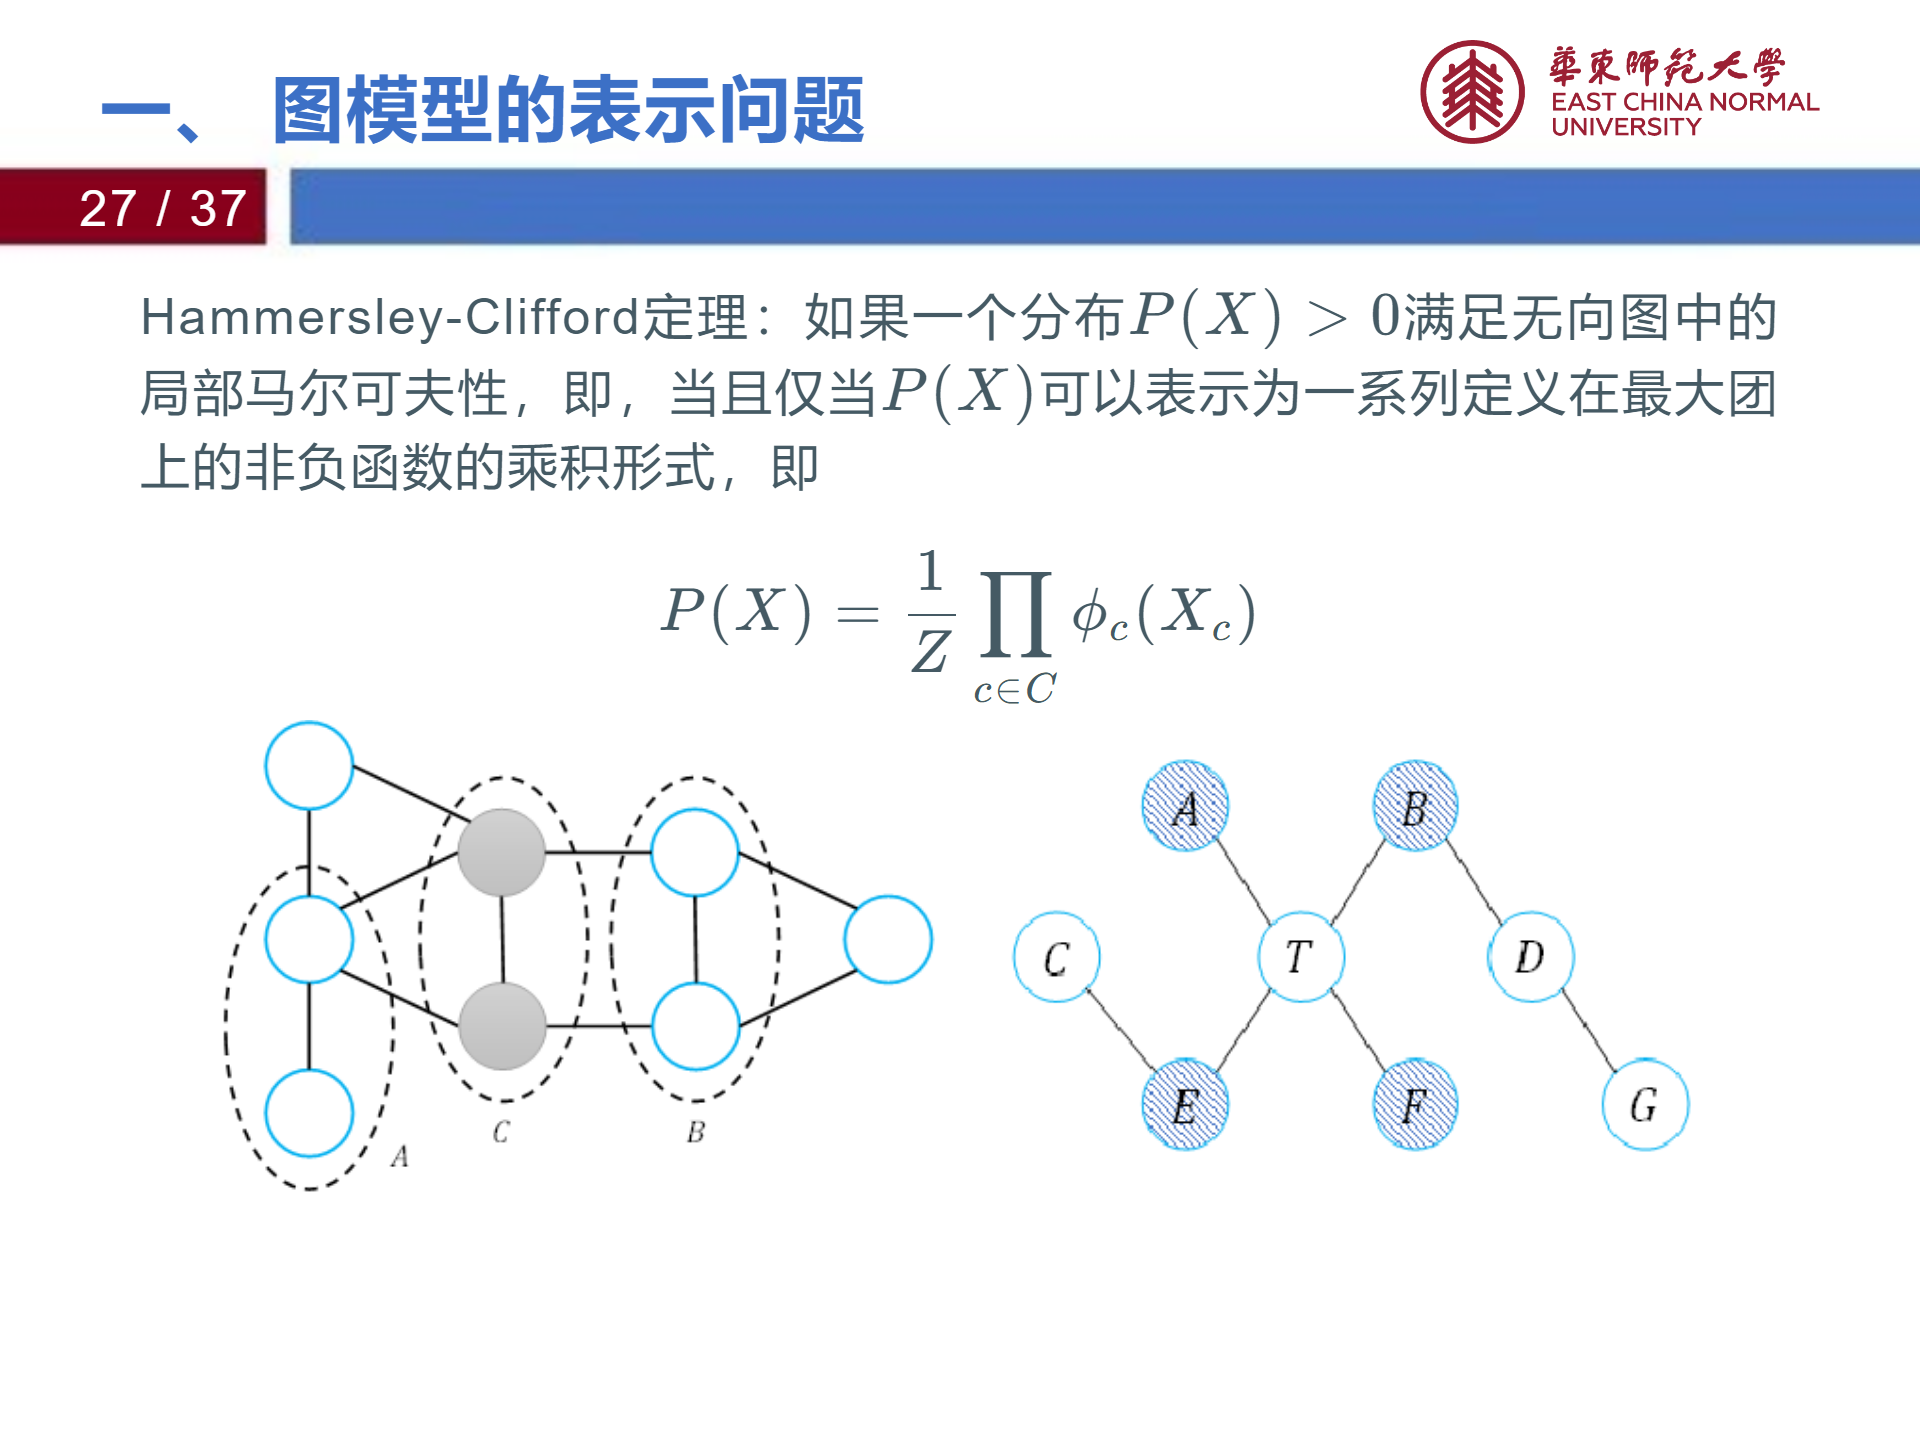 一、 图模型的表示问题
華東師範大學
EAST CHINA NORMAL
UNIVERSITY
27 / 37
Hammersley-Clifford定理：如果一个分布P(X) > 0满足无向图中的
局部马尔可夫性，即，当且仅当P(X)可以表示为一系列定义在最大团
上的非负函数的乘积形式，即
P(X) = \frac{1}{Z} \prod_{c∈C} ϕ_c(X_c)
A
B
C
T
D
E
F
G
C
B
A